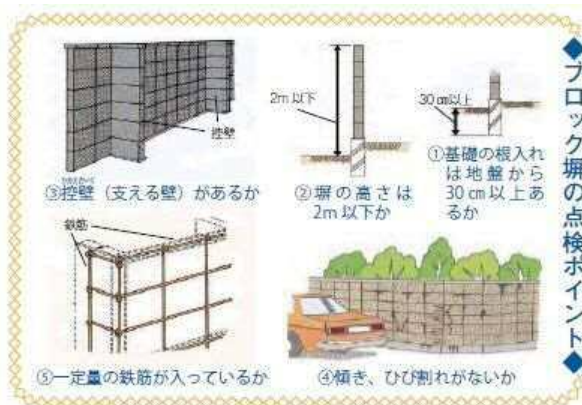 ◆ブロック塀の点検ポイント◆
30㎝以上
①基礎の根入れ
は地盤から
30㎝以上あ
るか
2m以下
②塀の高さは
2m以下か
控壁
③控壁（支える壁）があるか
④傾き、ひび割れがないか
鉄筋
⑤一定量の鉄筋が入っているか